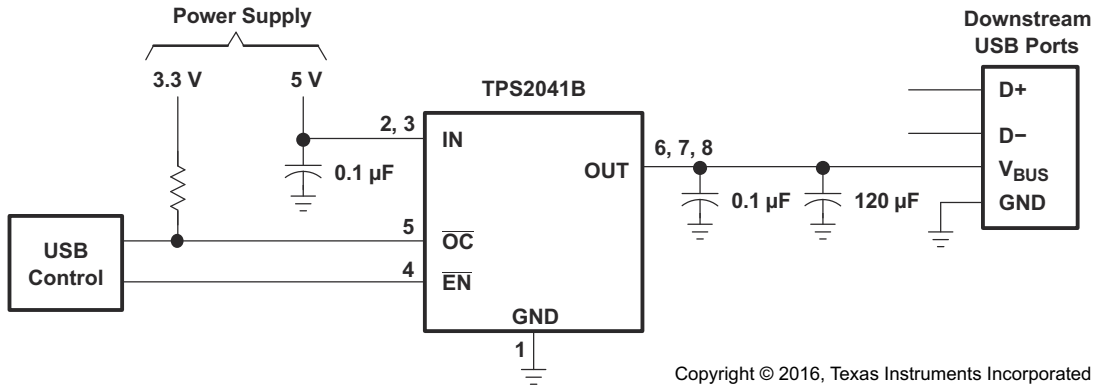 Power Supply
3.3 V
5 V
TPS2041B
Downstream
USB Ports
D+
D−
V_BUS
GND
2, 3
IN
0.1 µF
6, 7, 8
OUT
0.1 µF
120 µF
USB
Control
5
OC
4
EN
GND
1
Copyright © 2016, Texas Instruments Incorporated